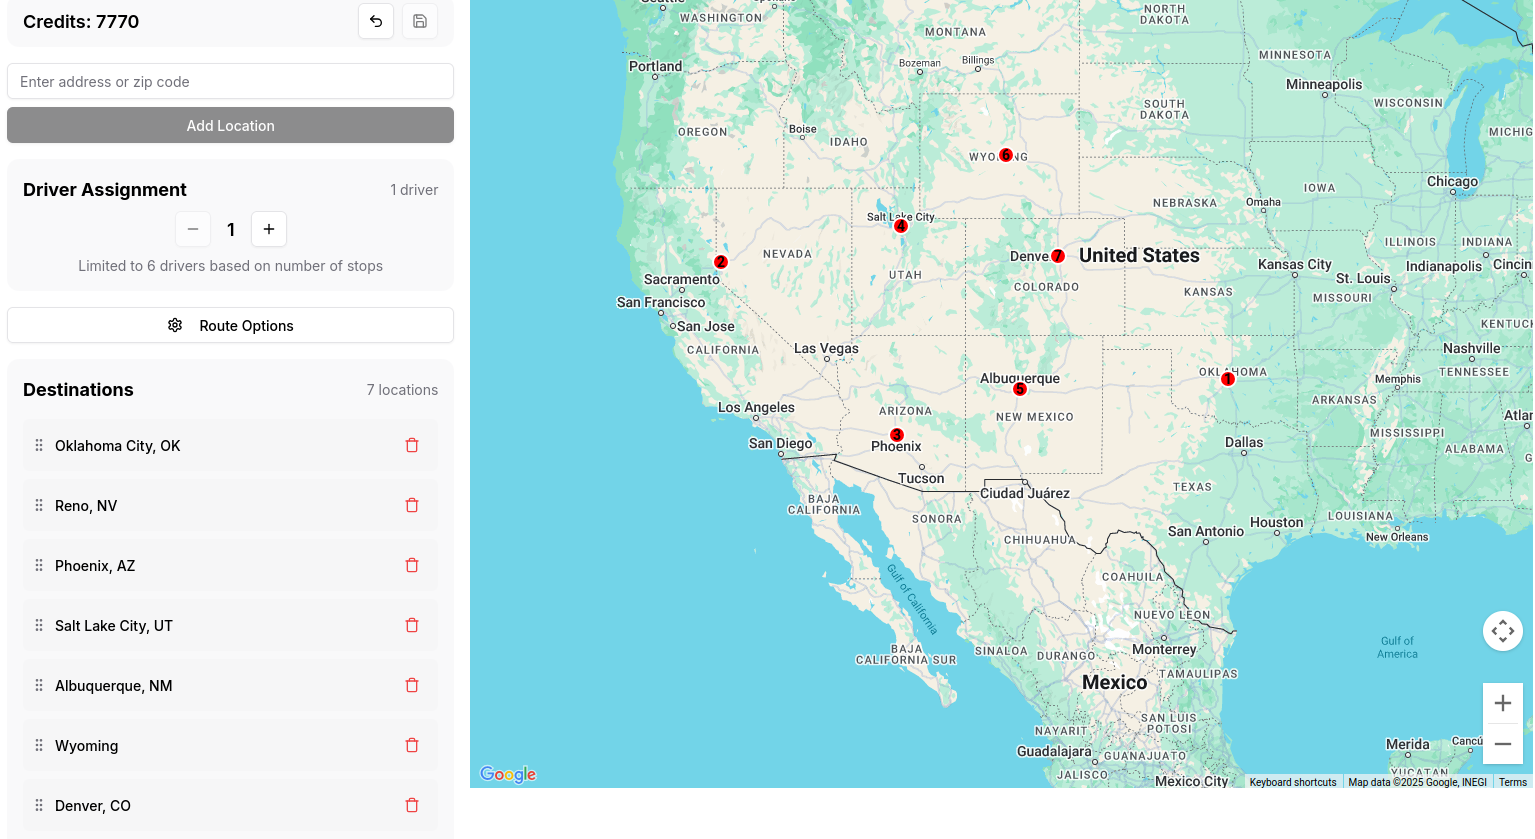 Credits: 7770
Enter address or zip code
Add Location
Driver Assignment
1 driver
1
Limited to 6 drivers based on number of stops
Route Options
Destinations
7 locations
Oklahoma City, OK
Reno, NV
Phoenix, AZ
Salt Lake City, UT
Albuquerque, NM
Wyoming
Denver, CO
WASHINGTON
NORTH
DAKOTA
MONTANA
MINNESOTA
Portland
Bozeman
Billings
Minneapolis
WISCONSIN
SOUTH
DAKOTA
OREGON
Boise
IDAHO
MICHIG
6
IOWA
Chicago
NEBRASKA
Omaha
Salt Lake City
4
NEVADA
2
Denve
7
United States
ILLINOIS
INDIANA
Kansas City
Indianapolis
Cincin
Sacramento
UTAH
COLORADO
KANSAS
St. Louis
MISSOURI
San Francisco
San Jose
KENTUCK
CALIFORNIA
Las Vegas
Nashville
TENNESSEE
Albuquerque
5
OKLAHOMA
1
Memphis
ARKANSAS
Los Angeles
ARIZONA
NEW MEXICO
Atlan
3
Phoenix
San Diego
Dallas
MISSISSIPPI
ALABAMA
G
Tucson
Ciudad Juárez
TEXAS
BAJA
CALIFORNIA
SONORA
LOUISIANA
San Antonio
Houston
New Orleans
CHIHUAHUA
COAHUILA
Gulf of California
NUEVO LEON
BAJA
CALIFORNIA SUR
SINALOA
DURANGO
Monterrey
Gulf of
America
TAMAULIPAS
Mexico
SAN LUIS
POTOSI
NAYARIT
Guadalajara
GUANAJUATO
Merida
Cancú
JALISCO
Mexico City
YUCATAN
Google
Keyboard shortcuts
Map data ©2025 Google, INEGI
Terms